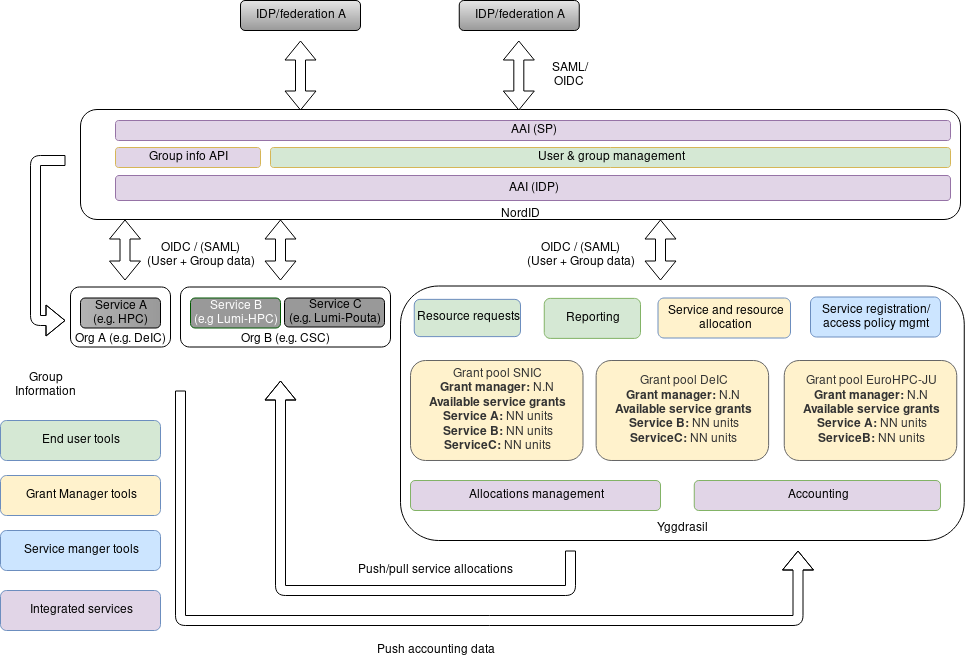 IDP/federation A
IDP/federation A
SAML/
OIDC
AAI (SP)
Group info API
User & group management
AAI (IDP)
NordID
OIDC / (SAML)
(User + Group data)
OIDC / (SAML)
(User + Group data)
Service A
(e.g. HPC)
Org A (e.g. DeIC)
Service B
(e.g Lumi-HPC)
Service C
(e.g. Lumi-Pouta)
Org B (e.g. CSC)
Resource requests
Reporting
Service and resource
allocation
Service registration/
access policy mgmt
Grant pool SNIC
Grant manager: N.N
Available service grants
Service A: NN units
Service B: NN units
ServiceC: NN units
Grant pool DeIC
Grant manager: N.N
Available service grants
Service B: NN units
ServiceC: NN units
Grant pool EuroHPC-JU
Grant manager: N.N
Available service grants
Service A: NN units
ServiceB: NN units
Allocations management
Accounting
Yggdrasil
Group
Information
End user tools
Grant Manager tools
Service manger tools
Integrated services
Push/pull service allocations
Push accounting data